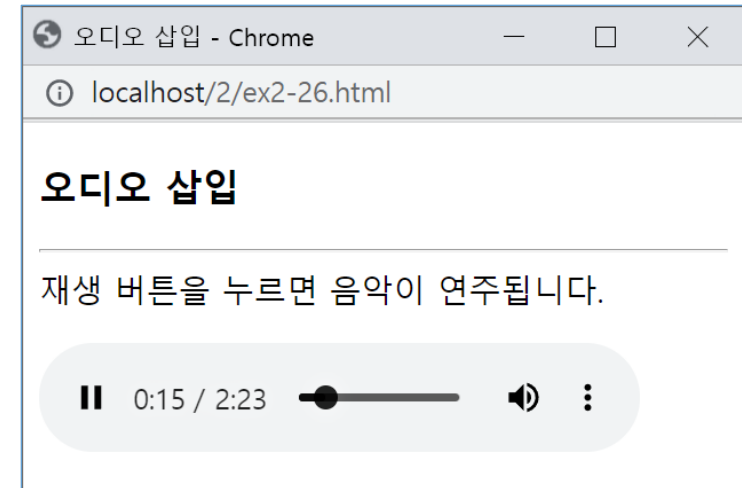 오디오 삽입 - Chrome
localhost/2/ex2-26.html
오디오 삽입
재생 버튼을 누르면 음악이 연주됩니다.
0:15 / 2:23